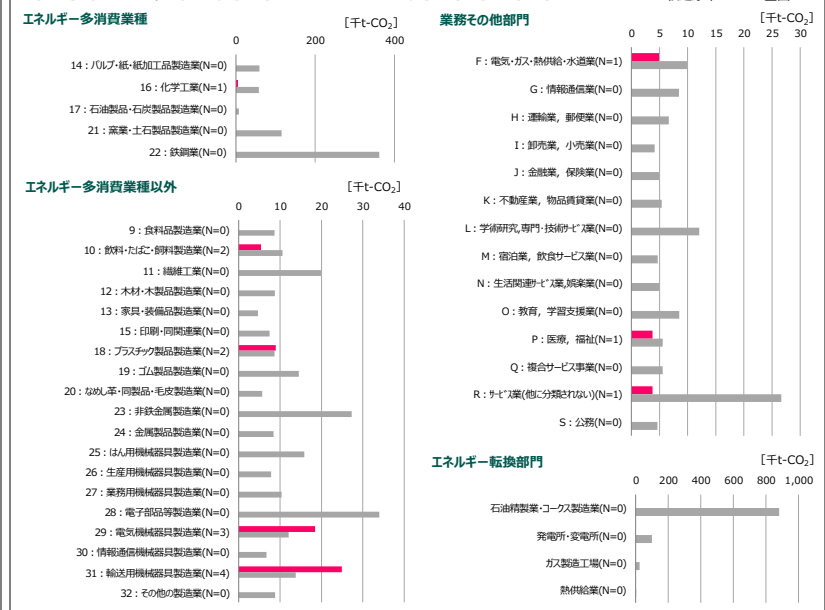 エネルギー多消費業種
[千t-CO₂]
0 200 400
14：パルプ・紙・紙加工品製造業(N=0)
16：化学工業(N=1)
17：石油製品・石炭製品製造業(N=0)
21：窯業・土石製品製造業(N=0)
22：鉄鋼業(N=0)
エネルギー多消費業種以外
[千t-CO₂]
0 10 20 30 40
9：食料品製造業(N=0)
10：飲料・たばこ・飼料製造業(N=2)
11：繊維工業(N=0)
12：木材・木製品製造業(N=0)
13：家具・装備品製造業(N=0)
15：印刷・同関連業(N=0)
18：プラスチック製品製造業(N=2)
19：ゴム製品製造業(N=0)
20：なめし革・同製品・毛皮製造業(N=0)
23：非鉄金属製造業(N=0)
24：金属製品製造業(N=0)
25：はん用機械器具製造業(N=0)
26：生産用機械器具製造業(N=0)
27：業務用機械器具製造業(N=0)
28：電子部品等製造業(N=0)
29：電気機械器具製造業(N=3)
30：情報通信機械器具製造業(N=0)
31：輸送用機械器具製造業(N=4)
32：その他の製造業(N=0)
業務その他部門
[千t-CO₂]
0 5 10 15 20 25 30
F：電気・ガス・熱供給・水道業(N=1)
G：情報通信業(N=0)
H：運輸業，郵便業(N=0)
I：卸売業，小売業(N=0)
J：金融業，保険業(N=0)
K：不動産業，物品賃貸業(N=0)
L：学術研究,専門・技術ｻｰﾋﾞｽ業(N=0)
M：宿泊業，飲食サービス業(N=0)
N：生活関連ｻｰﾋﾞｽ業,娯楽業(N=0)
O：教育，学習支援業(N=0)
P：医療，福祉(N=1)
Q：複合サービス事業(N=0)
R：ｻｰﾋﾞｽ業(他に分類されない)(N=1)
S：公務(N=0)
エネルギー転換部門
[千t-CO₂]
0 200 400 600 800 1,000
石油精製業・コークス製造業(N=0)
発電所・変電所(N=0)
ガス製造工場(N=0)
熱供給業(N=0)